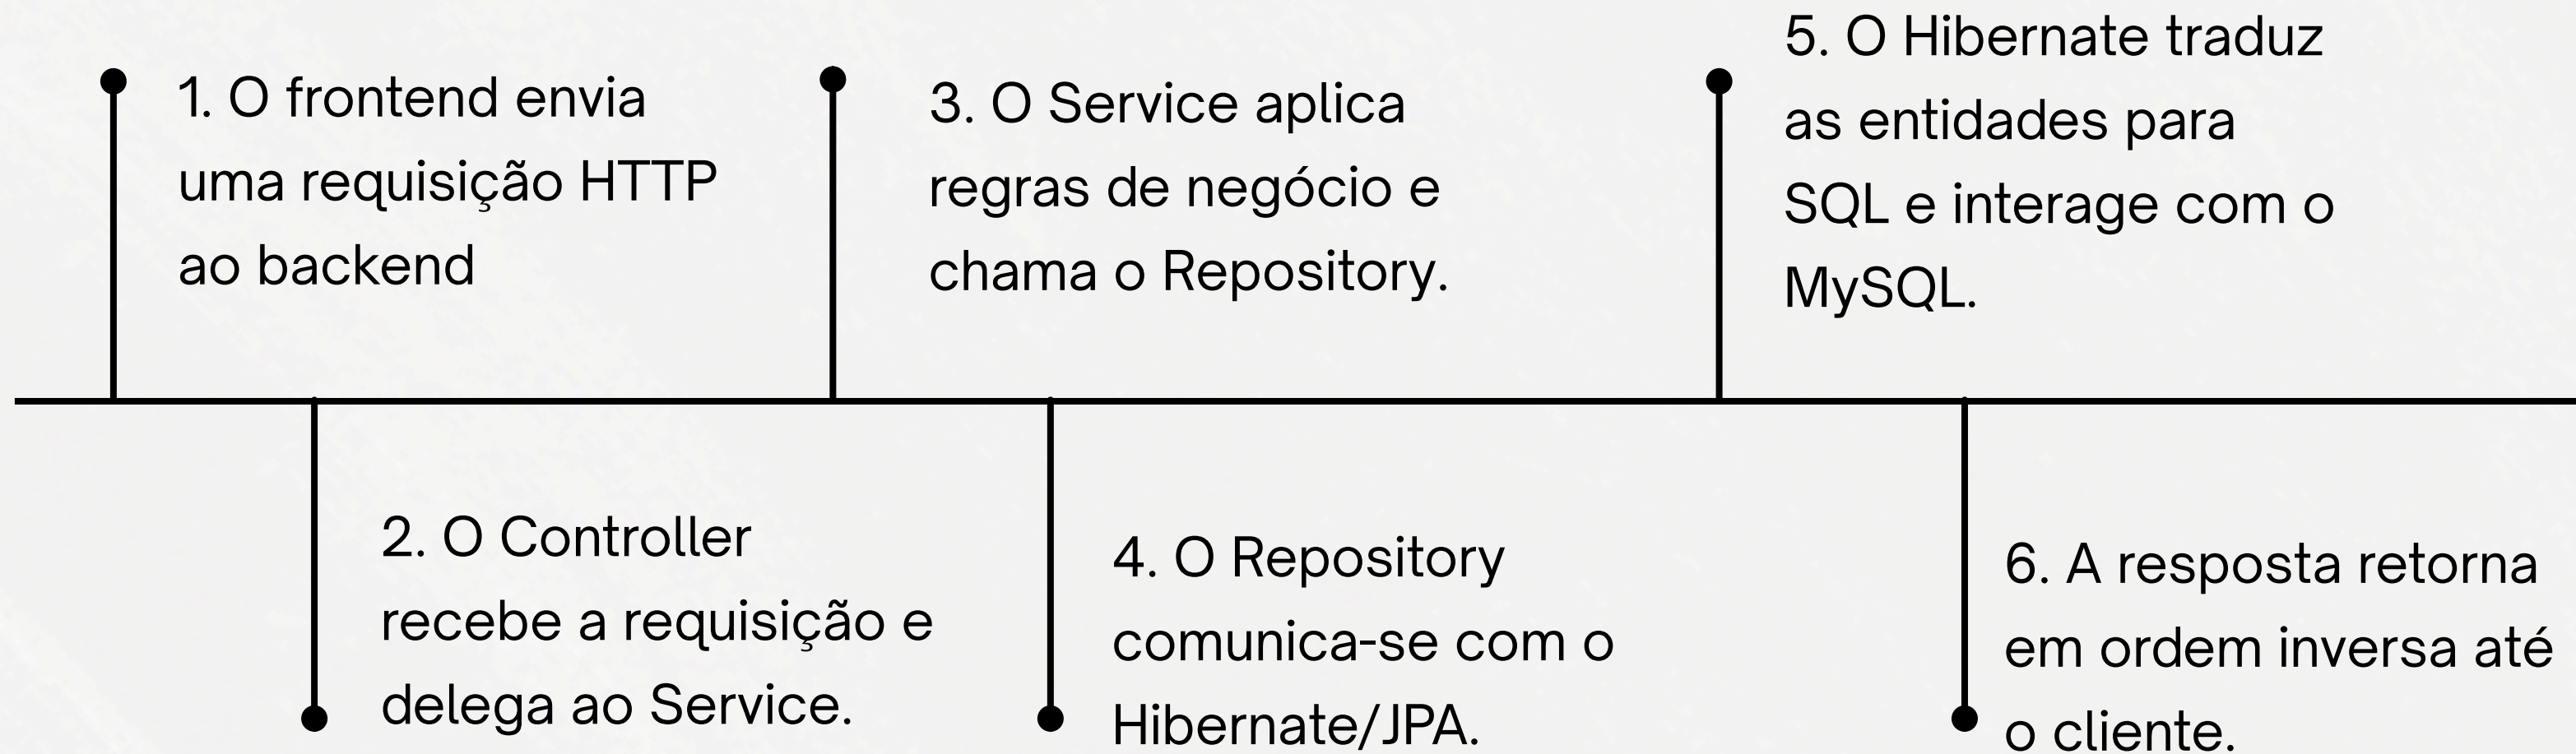 1. O frontend envia
uma requisição HTTP
ao backend
2. O Controller
recebe a requisição e
delega ao Service.
3. O Service aplica
regras de negócio e
chama o Repository.
4. O Repository
comunica-se com o
Hibernate/JPA.
5. O Hibernate traduz
as entidades para
SQL e interage com o
MySQL.
6. A resposta retorna
em ordem inversa até
o cliente.